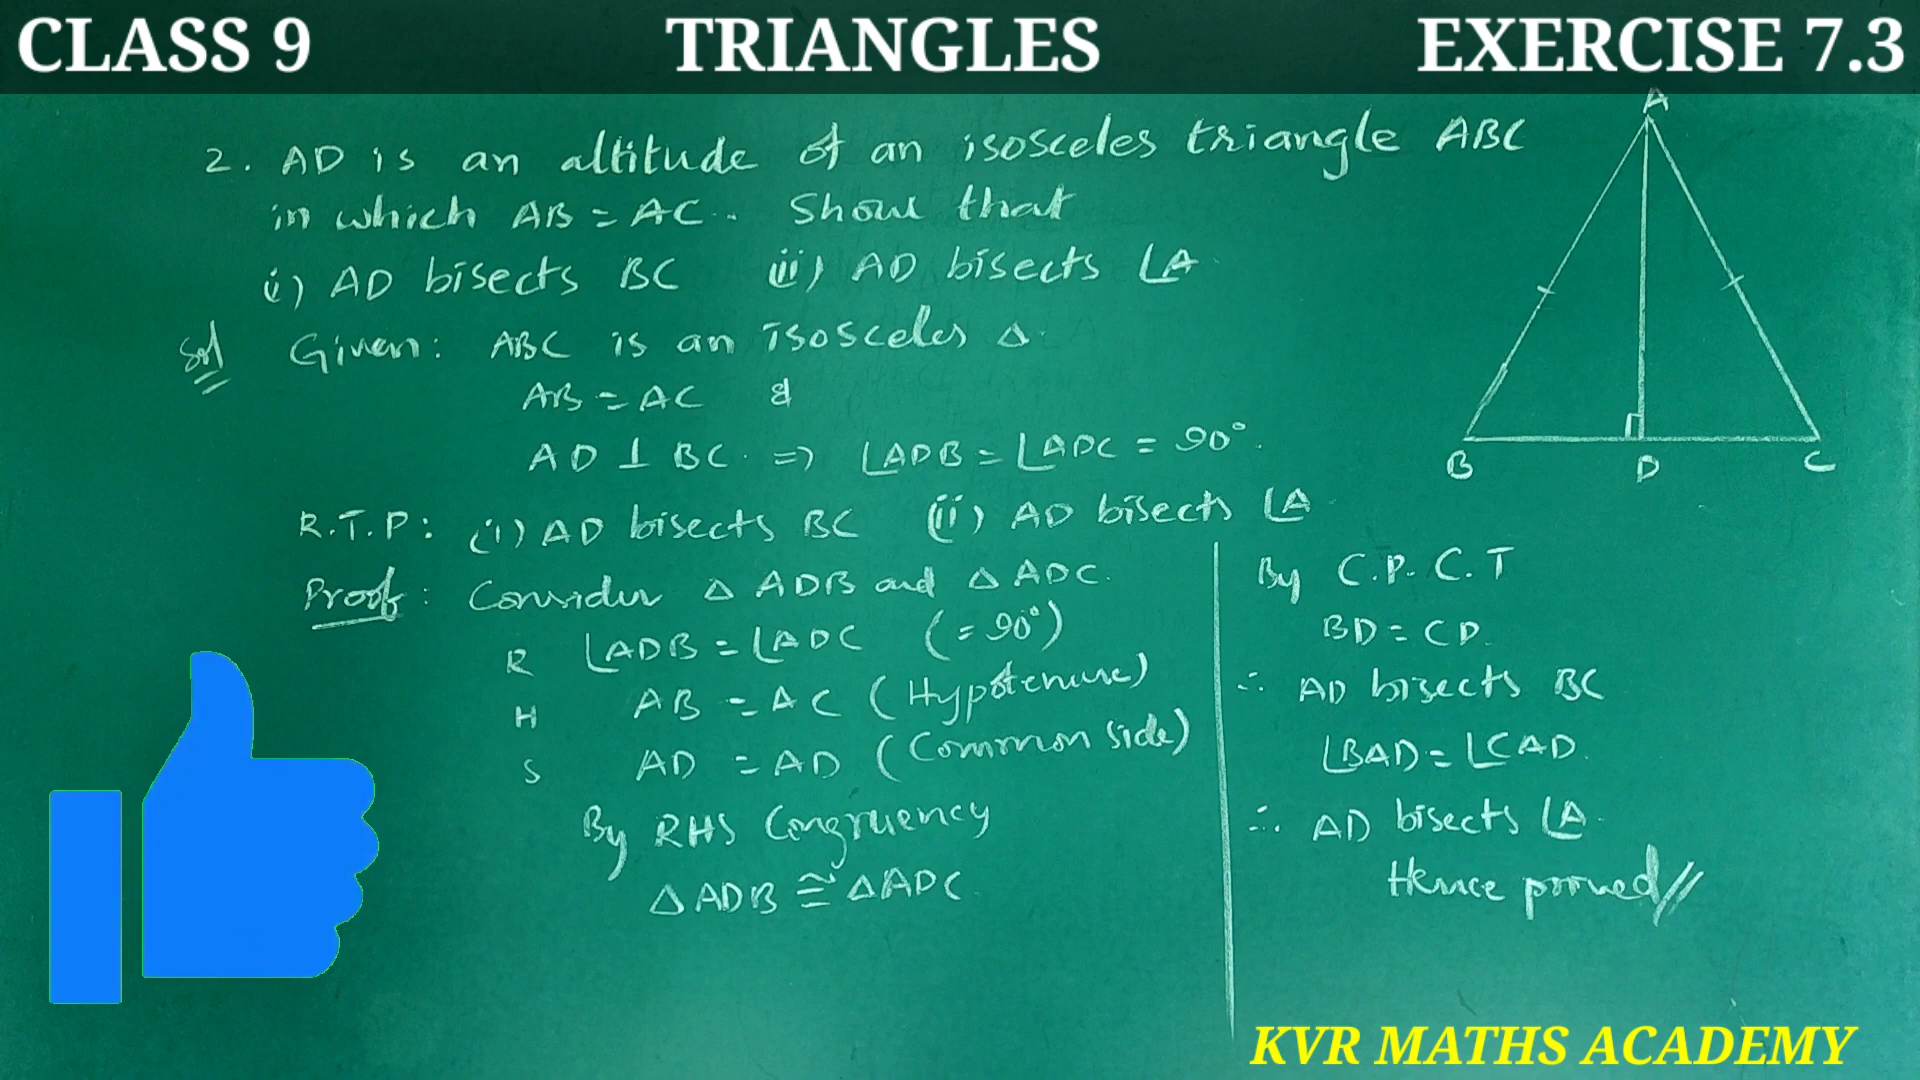 CLASS 9 TRIANGLES EXERCISE 7.3
A
2. AD is an altitude of an isosceles triangle ABC
in which AB = AC. Show that
i) AD bisects BC ii) AD bisects ∠A
Sol Given: ABC is an isosceles Δ.
AB = AC &
AD ⊥ BC. ⇒ ∠ADB = ∠ADC = 90°.
B D C
R.T.P: (i) AD bisects BC (ii) AD bisects ∠A
Proof: Consider Δ ADB and Δ ADC.
R ∠ADB = ∠ADC (= 90°)
H AB = AC (Hypotenuse)
S AD = AD (Common side)
By RHS Congruency
Δ ADB ≅ Δ ADC.
By C.P.C.T
BD = CD.
∴ AD bisects BC
∠BAD = ∠CAD.
∴ AD bisects ∠A.
Hence proved//
KVR MATHS ACADEMY